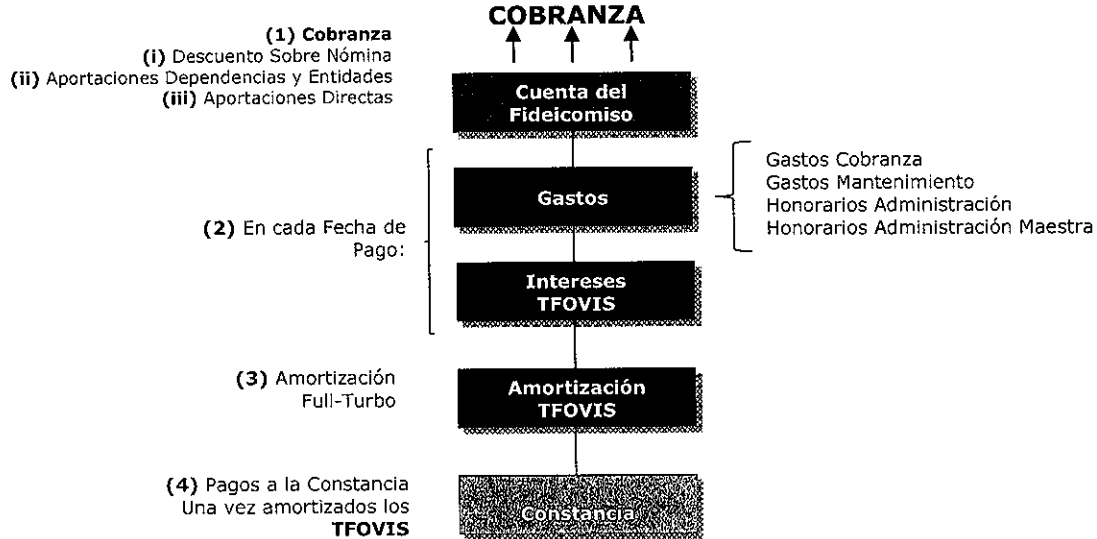 COBRANZA
(1) Cobranza
(i) Descuento Sobre Nómina
(ii) Aportaciones Dependencias y Entidades
(iii) Aportaciones Directas
Cuenta del
Fideicomiso
(2) En cada Fecha de
Pago:
Gastos
Gastos Cobranza
Gastos Mantenimiento
Honorarios Administración
Honorarios Administración Maestra
Intereses
TFOVIS
(3) Amortización
Full-Turbo
Amortización
TFOVIS
(4) Pagos a la Constancia
Una vez amortizados los
TFOVIS
Constancia